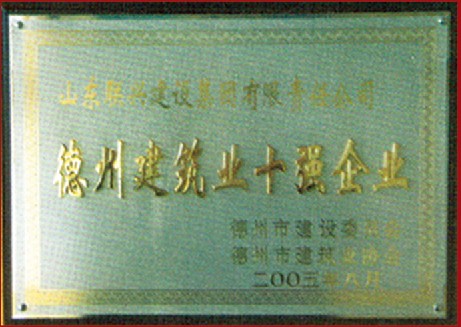 山东联兴建设集团有限责任公司
德州建筑业十强企业
德州市建设委员会
德州市建筑业协会
二〇〇五年八月